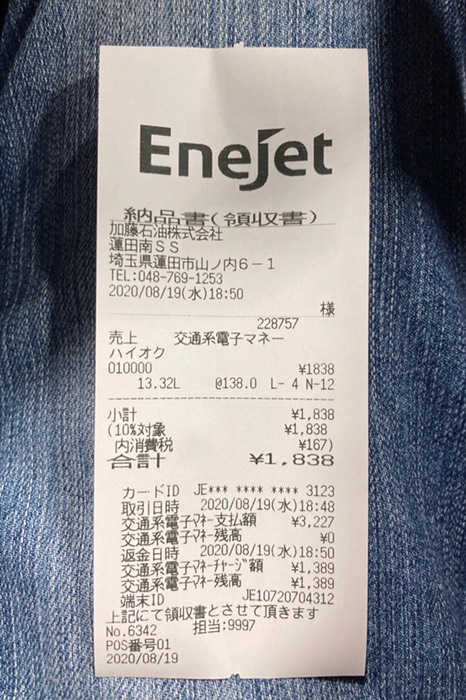 Enejet
納品書(領収書)
加藤石油株式会社
蓮田南SS
埼玉県蓮田市山ノ内6-1
TEL:048-769-1253
2020/08/19(水)18:50
様
228757
売上 交通系電子マネー
ハイオク
010000 ¥1838
13.32L @138.0 L- 4 N-12
小計 ¥1,838
(10%対象 ¥1,838
内消費税 ¥167)
合計 ¥1,838
カードID JE*** **** **** 3123
取引日時 2020/08/19(水)18:48
交通系電子ﾏﾈｰ支払額 ¥3,227
交通系電子ﾏﾈｰ残高 ¥0
返金日時 2020/08/19(水)18:50
交通系電子ﾏﾈｰﾁｬｰｼﾞ額 ¥1,389
交通系電子ﾏﾈｰ残高 ¥1,389
端末ID JE10720704312
上記にて領収書とさせて頂きます
No.6342 担当:9997
POS番号01
2020/08/19